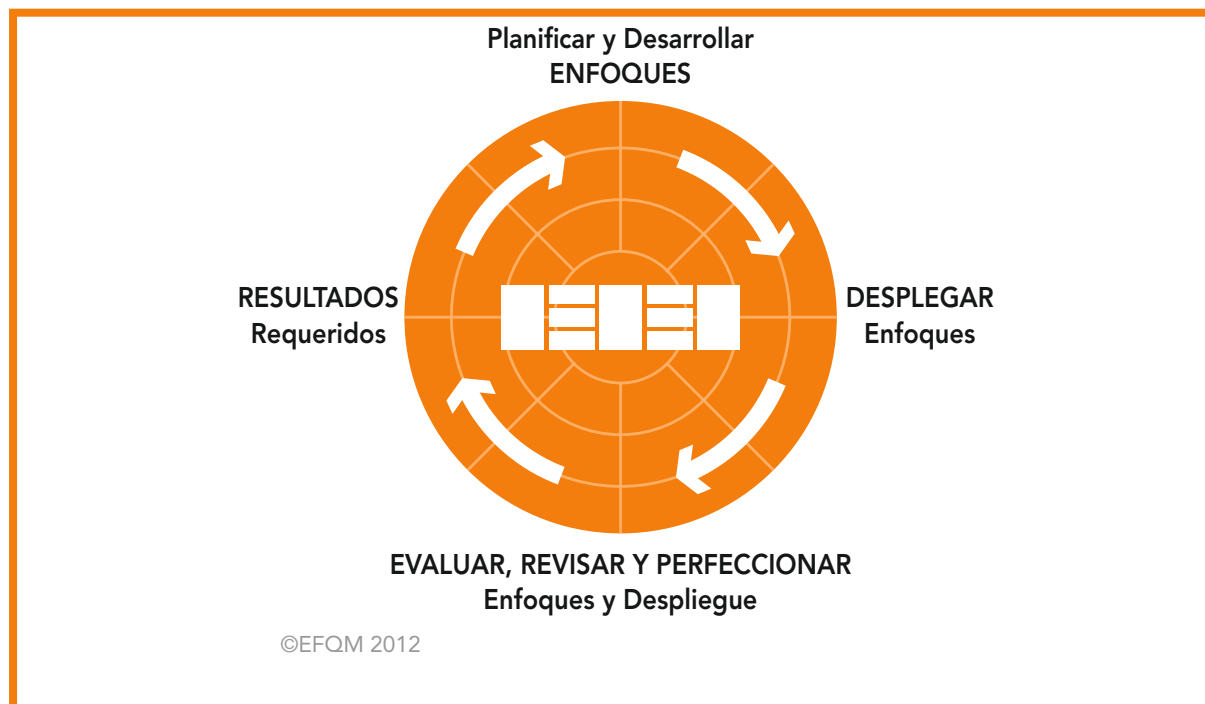 Planificar y Desarrollar
ENFOQUES
RESULTADOS
Requeridos
DESPLEGAR
Enfoques
EVALUAR, REVISAR Y PERFECCIONAR
Enfoques y Despliegue
©EFQM 2012